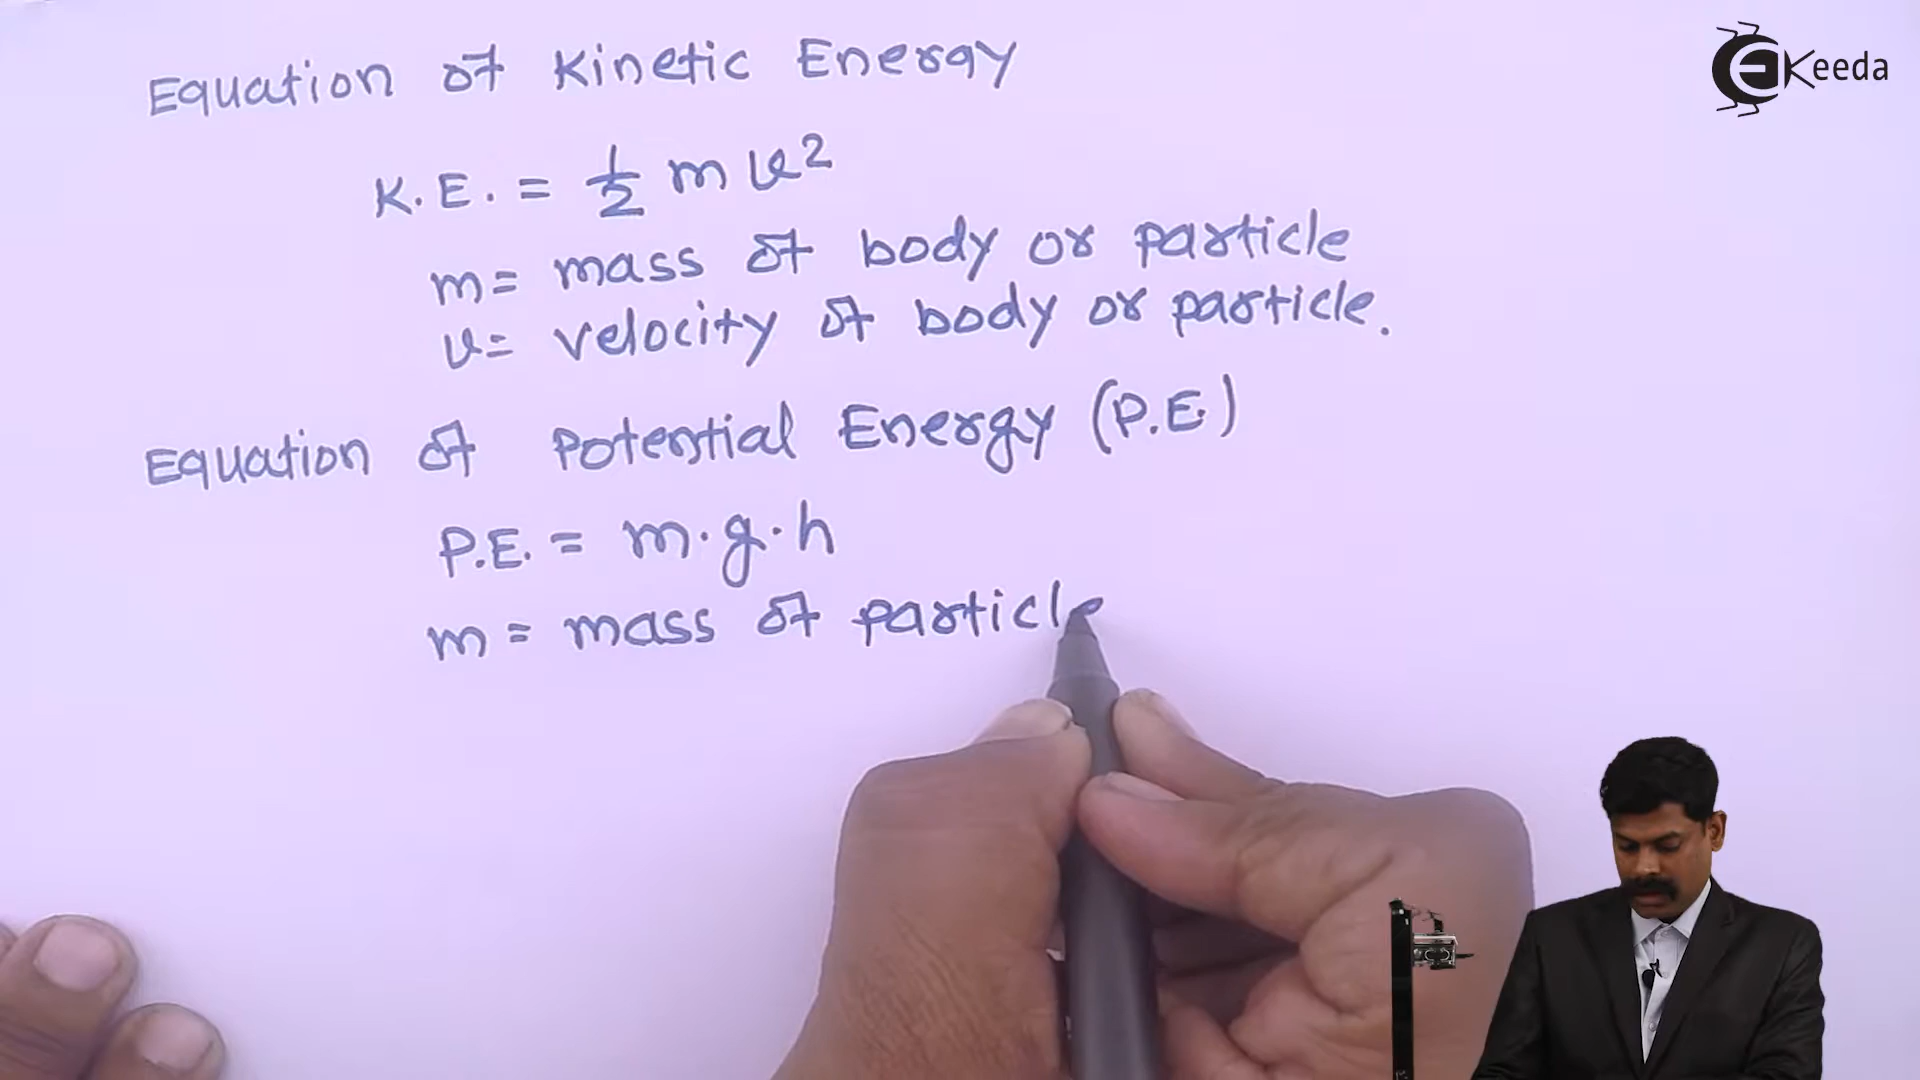 Equation of Kinetic Energy
EKeeda
K.E. = 1/2 m v²
m = mass of body or particle
v = velocity of body or particle.
Equation of Potential Energy (P.E.)
P.E. = m·g·h
m = mass of particle